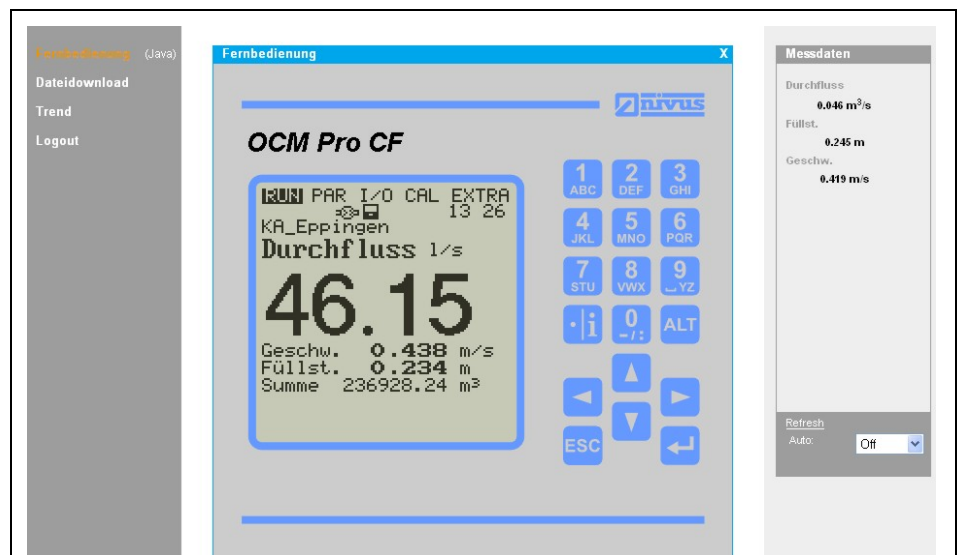 Fernbedienung (Java)
Dateidownload
Trend
Logout
Fernbedienung X
nivus
OCM Pro CF
RUN PAR I/O CAL EXTRA
13 26
KA_Eppingen
Durchfluss l/s
46.15
Geschw. 0.438 m/s
Füllst. 0.234 m
Summe 236928.24 m³
1 2 3
ABC DEF GHI
4 5 6
JKL MNO PQR
7 8 9
STU VWX ⎵YZ
·|i 0 ALT
–/:
ESC
Messdaten
Durchfluss
0.046 m³/s
Füllst.
0.245 m
Geschw.
0.419 m/s
Refresh
Auto: Off